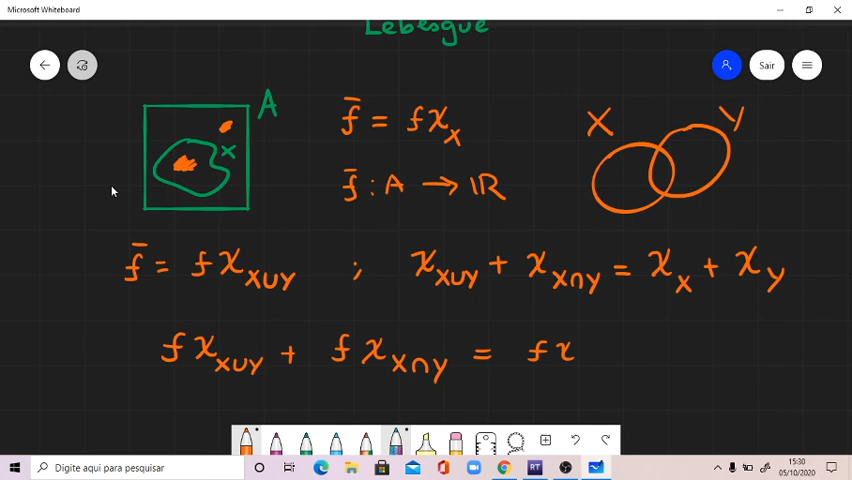 Microsoft Whiteboard
Lebesgue
Sair
A
x
f̄ = fχ_X
f̄ : A → ℝ
X Y
f̄ = fχ_{X∪Y} ; χ_{X∪Y} + χ_{X∩Y} = χ_X + χ_Y
fχ_{X∪Y} + fχ_{X∩Y} = fχ
Digite aqui para pesquisar
RT
15:30
05/10/2020